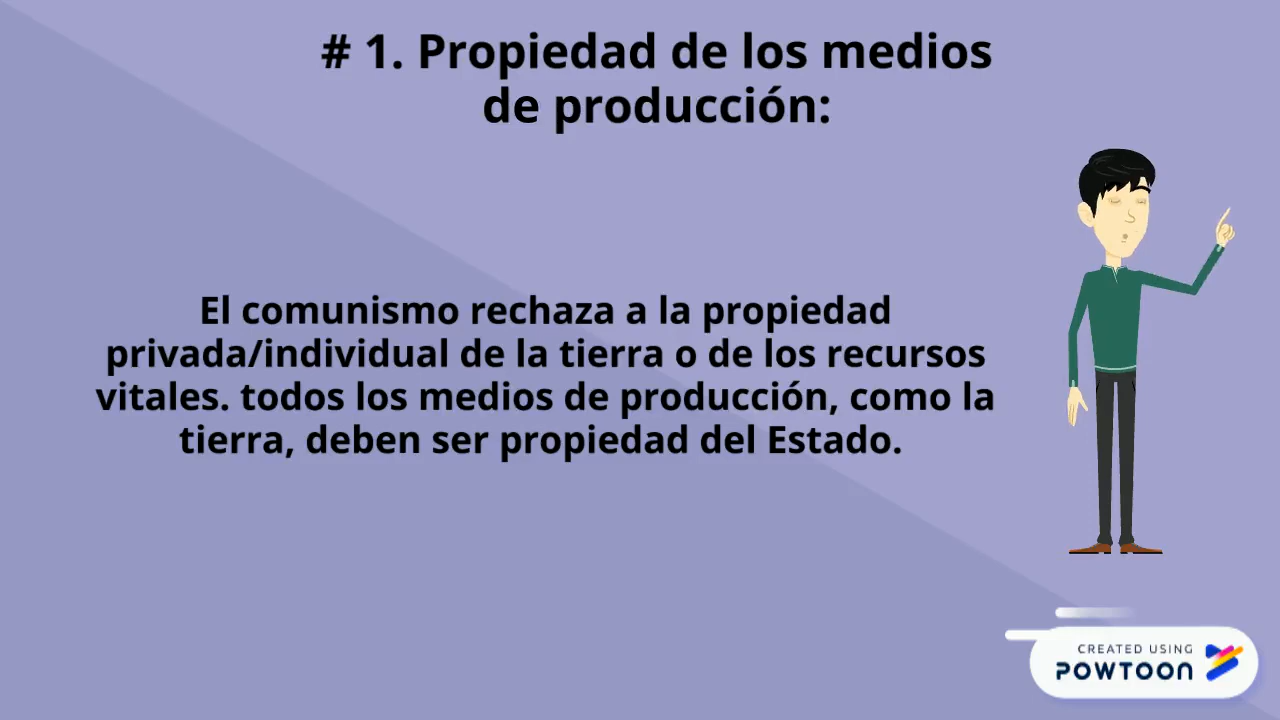 # 1. Propiedad de los medios
de producción:
El comunismo rechaza a la propiedad
privada/individual de la tierra o de los recursos
vitales. todos los medios de producción, como la
tierra, deben ser propiedad del Estado.
CREATED USING
POWTOON